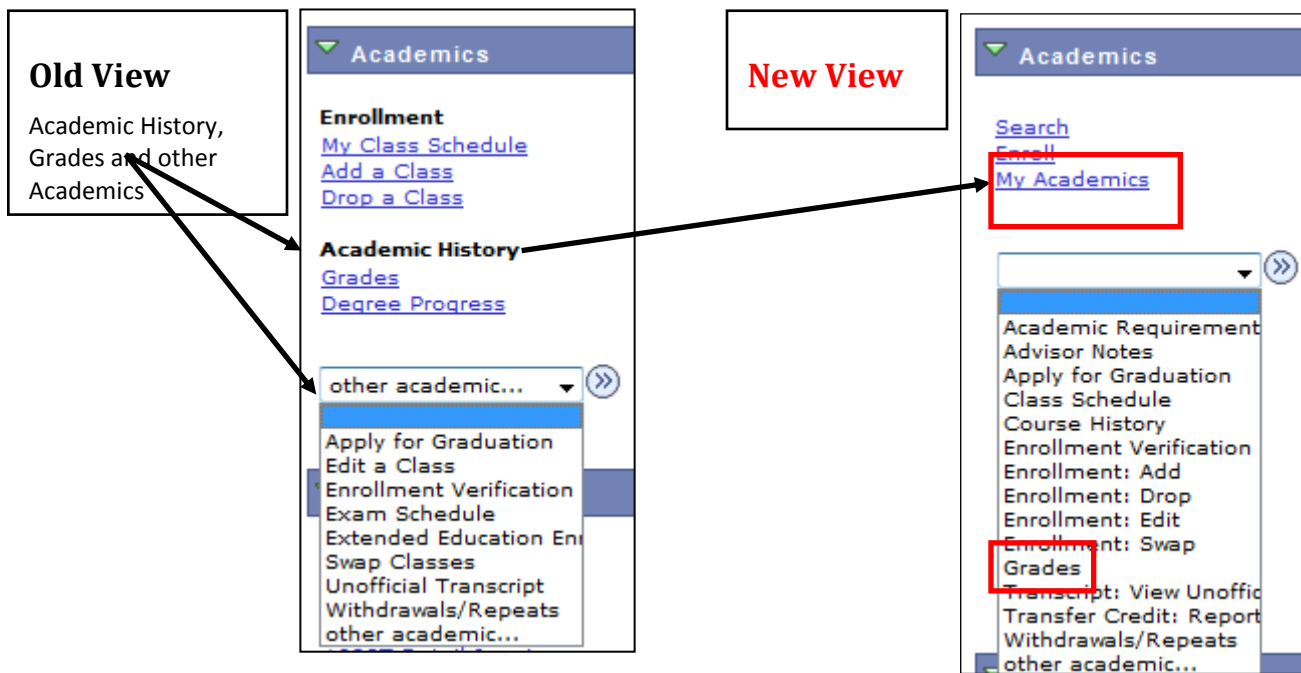 Old View
Academic History,
Grades and other
Academics
Academics
Enrollment
My Class Schedule
Add a Class
Drop a Class
Academic History
Grades
Degree Progress
other academic...
Apply for Graduation
Edit a Class
Enrollment Verification
Exam Schedule
Extended Education Enr
Swap Classes
Unofficial Transcript
Withdrawals/Repeats
other academic...
New View
Academics
Search
Enroll
My Academics
Academic Requirement
Advisor Notes
Apply for Graduation
Class Schedule
Course History
Enrollment Verification
Enrollment: Add
Enrollment: Drop
Enrollment: Edit
Enrollment: Swap
Grades
Transcript: View Unoffic
Transfer Credit: Report
Withdrawals/Repeats
other academic...